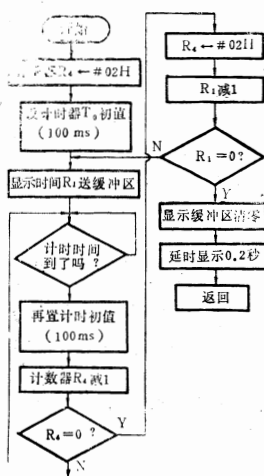 R₄←#02H
设计时器T₀初值
(100 ms)
显示时间R₁送缓冲区
计时时间
到了吗?
再置计时初值
(100ms)
计数器R₄减1
R₄=0?
Y
N
R₄←#02H
R₁减1
N
R₁=0?
Y
显示缓冲区清零
延时显示0.2秒
返回